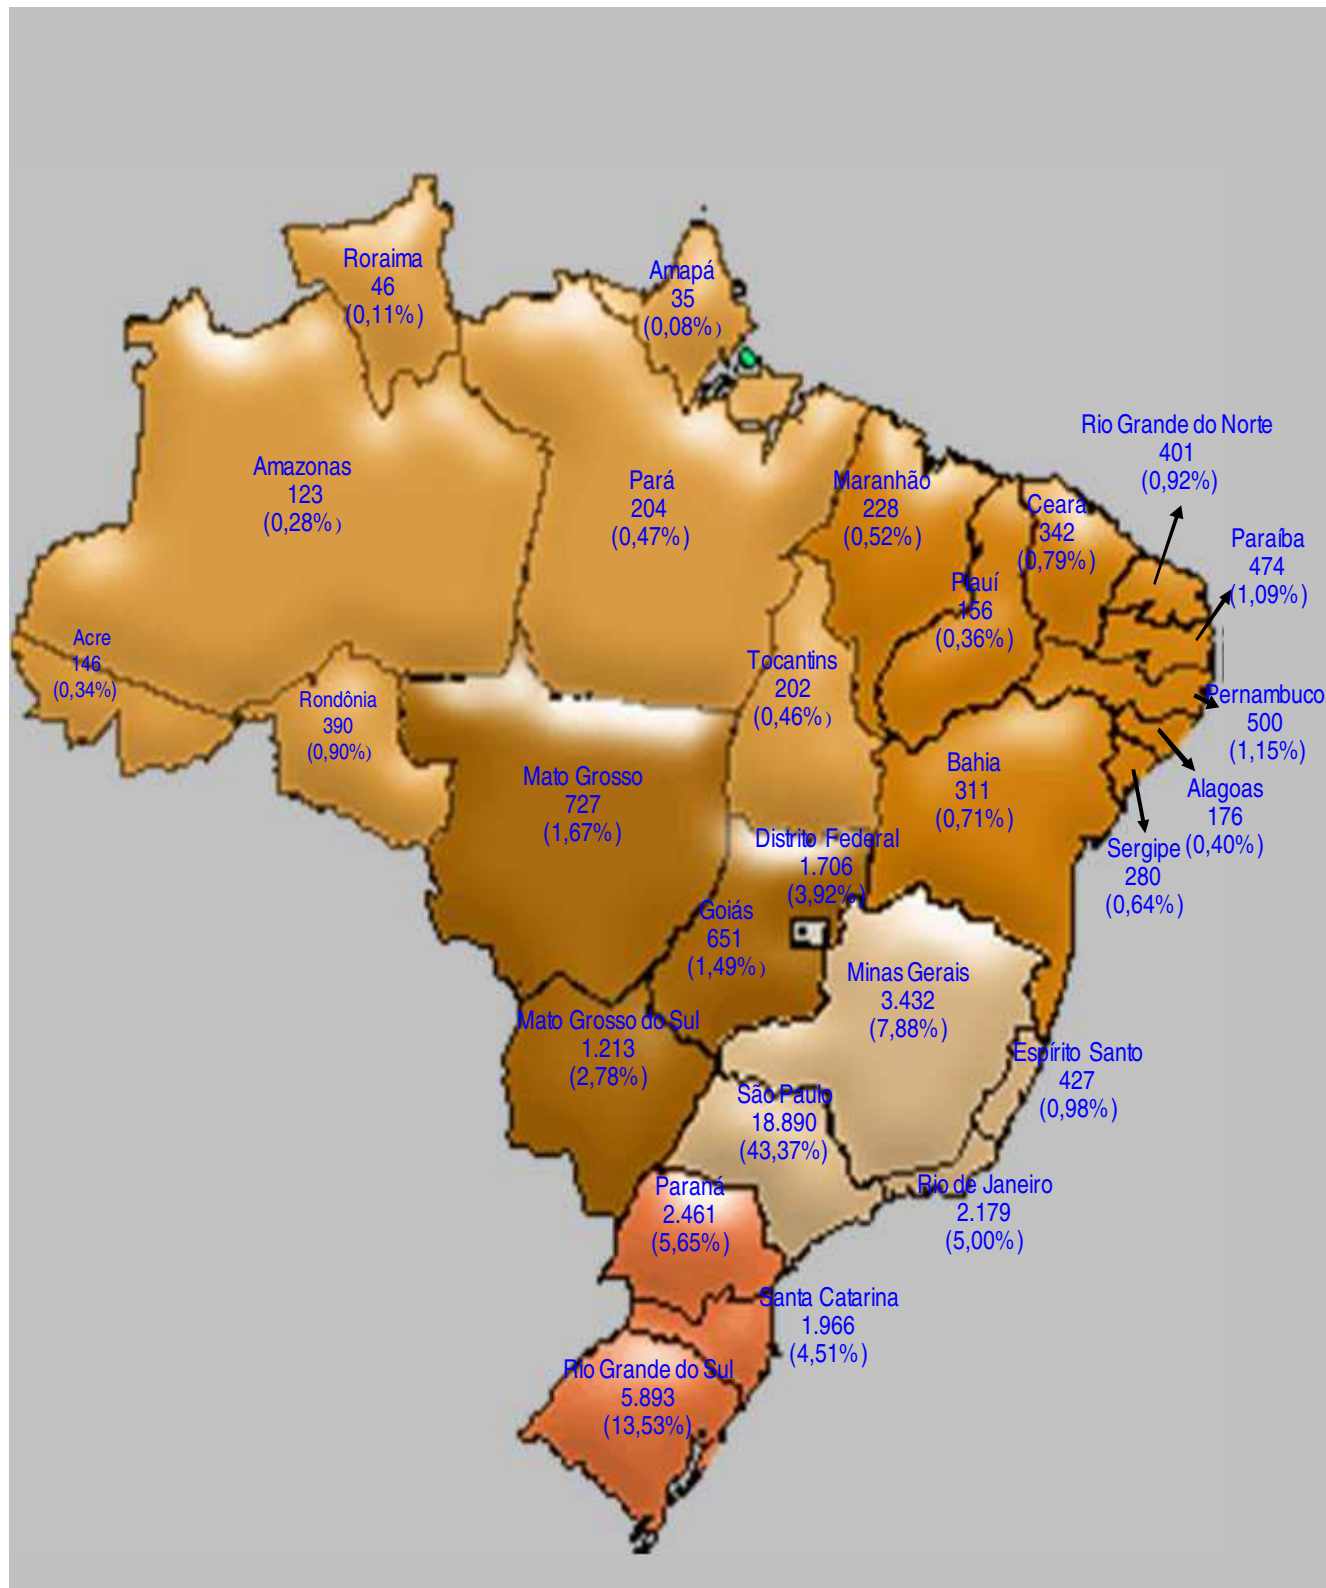 Roraima
46
(0,11%)
Amapá
35
(0,08%)
Rio Grande do Norte
401
(0,92%)
Amazonas
123
(0,28%)
Pará
204
(0,47%)
Maranhão
228
(0,52%)
Ceará
342
(0,79%)
Paraíba
474
(1,09%)
Piauí
156
(0,36%)
Acre
146
(0,34%)
Rondônia
390
(0,90%)
Tocantins
202
(0,46%)
Pernambuco
500
(1,15%)
Mato Grosso
727
(1,67%)
Bahia
311
(0,71%)
Alagoas
176
(0,40%)
Sergipe
280
(0,64%)
Distrito Federal
1.706
(3,92%)
Goiás
651
(1,49%)
Minas Gerais
3.432
(7,88%)
Mato Grosso do Sul
1.213
(2,78%)
Espírito Santo
427
(0,98%)
São Paulo
18.890
(43,37%)
Rio de Janeiro
2.179
(5,00%)
Paraná
2.461
(5,65%)
Santa Catarina
1.966
(4,51%)
Rio Grande do Sul
5.893
(13,53%)